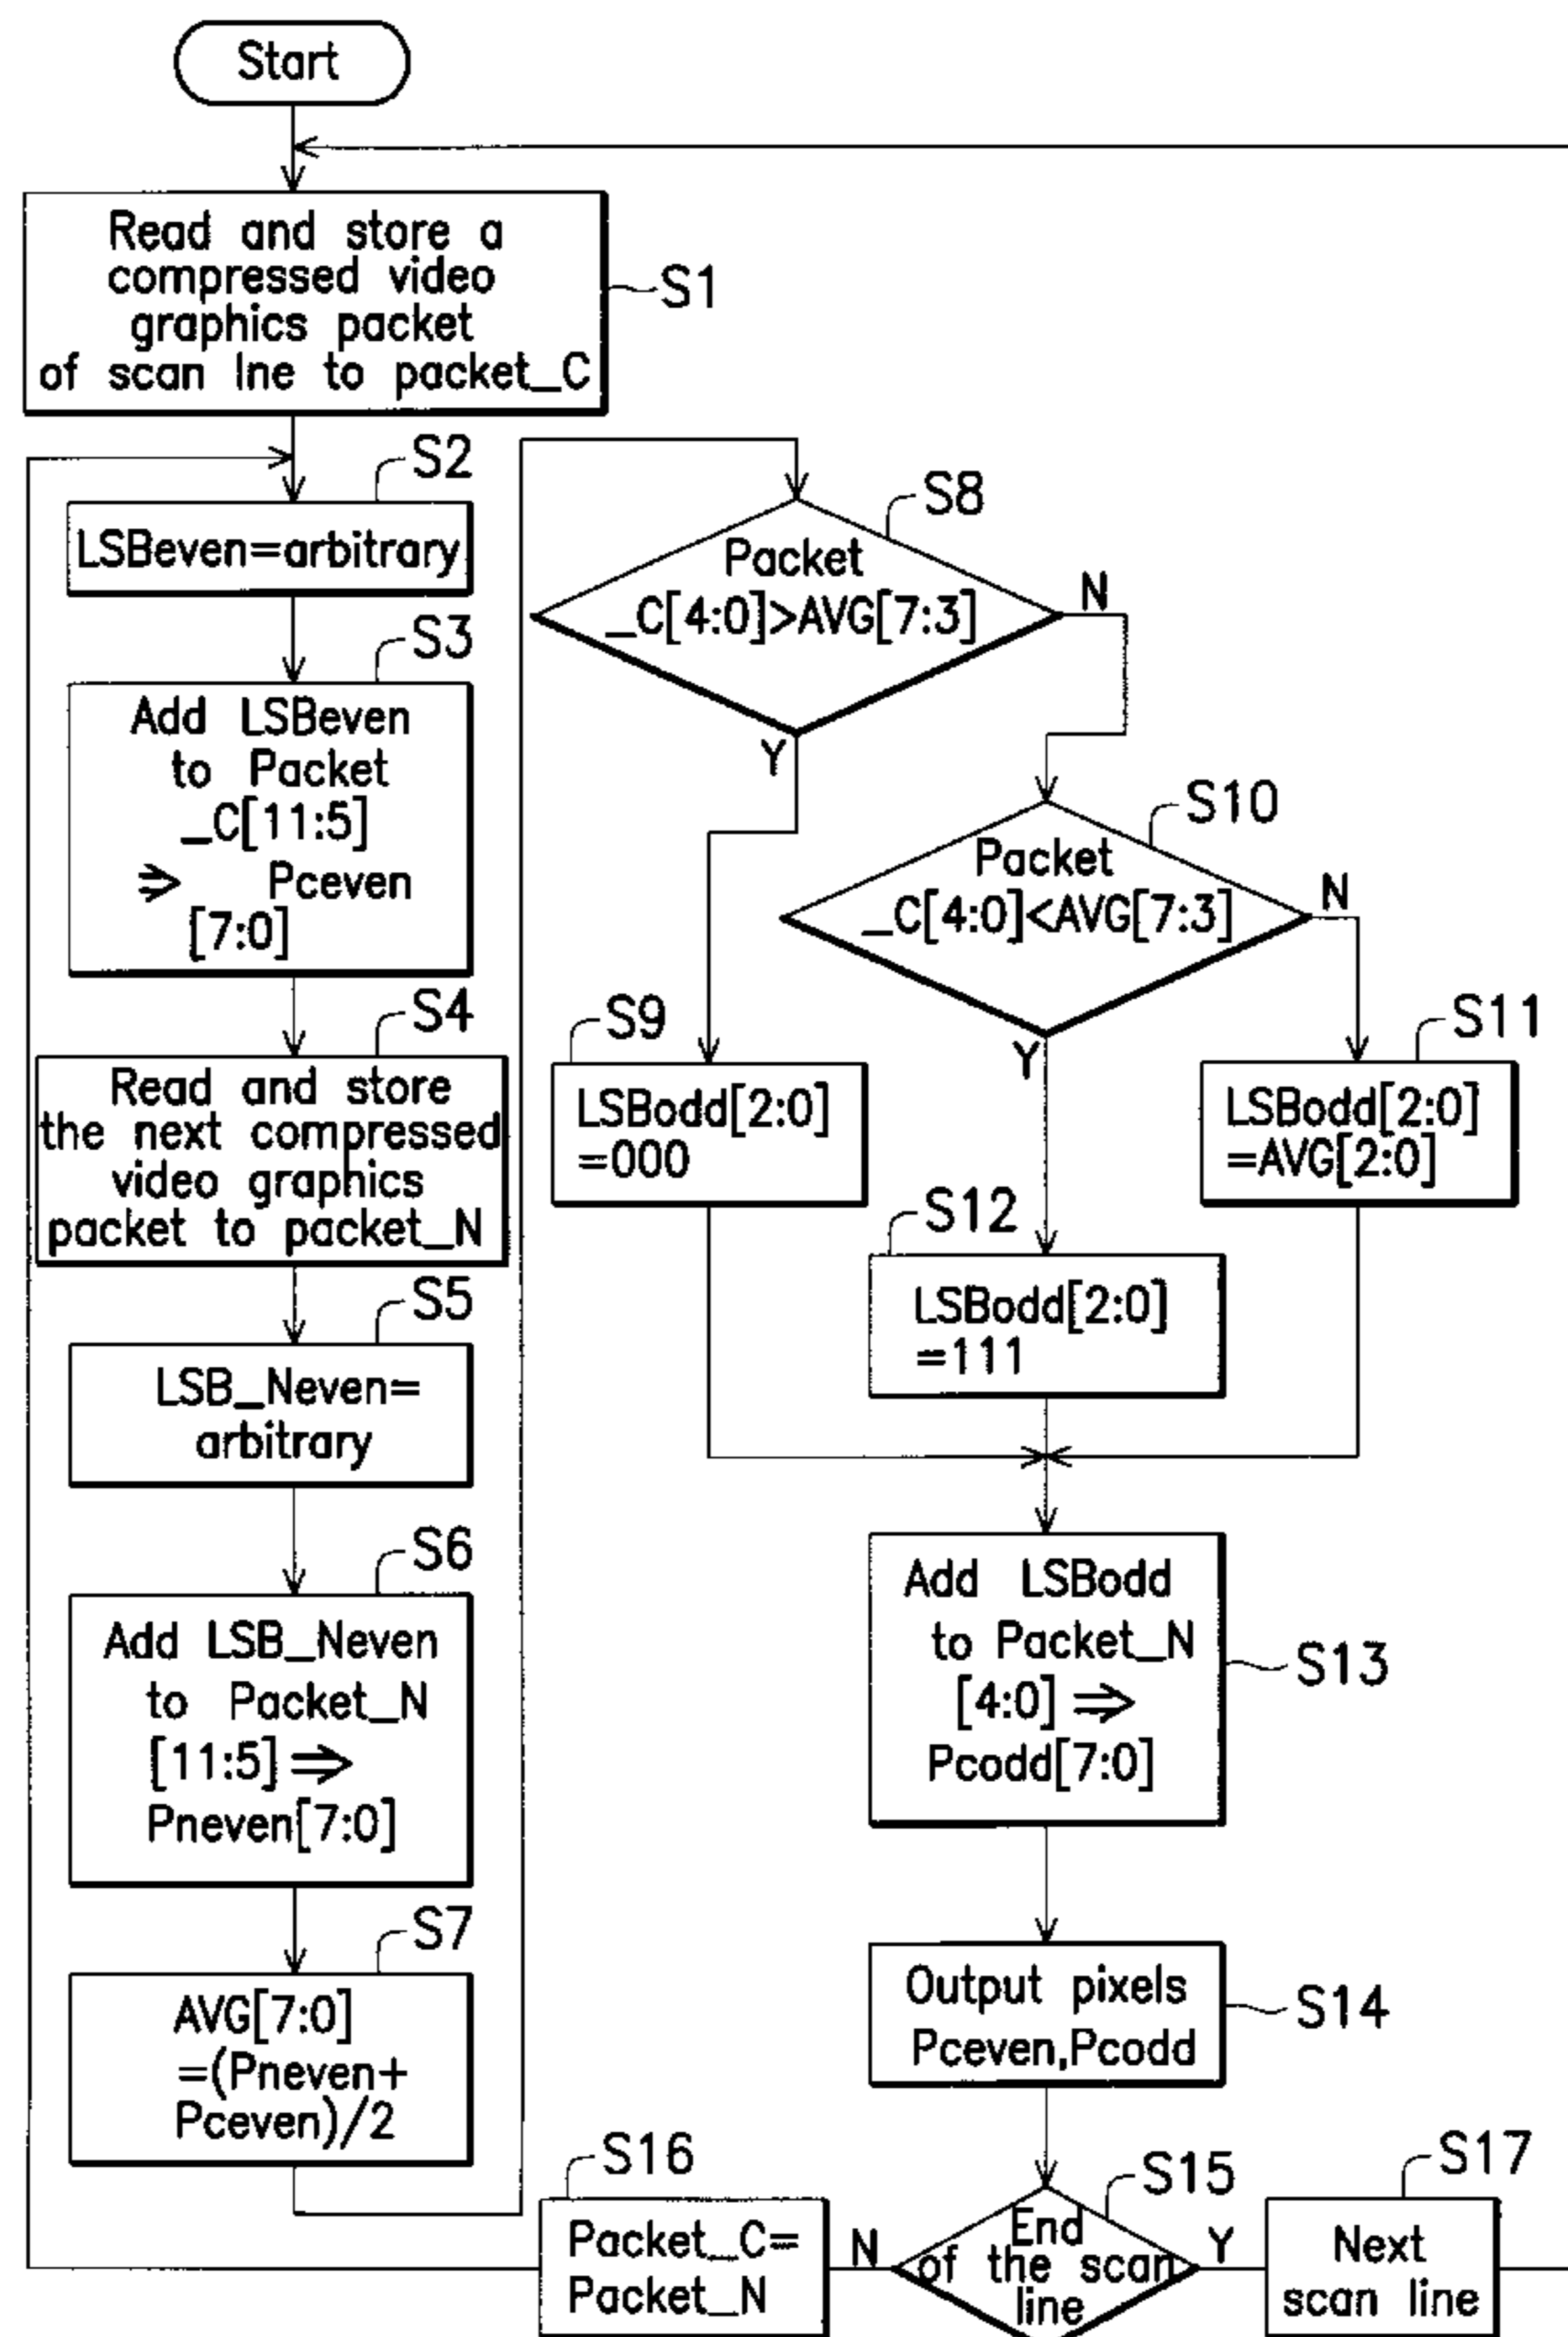 Start
Read and store a
compressed video
graphics packet
of scan lne to packet_C
S1
S2
LSBeven=arbitrary
S3
Add LSBeven
to Packet
_C[11:5]
⇒ Pceven
[7:0]
S4
Read and store
the next compressed
video graphics
packet to packet_N
S5
LSB_Neven=
arbitrary
S6
Add LSB_Neven
to Packet_N
[11:5] ⇒
Pneven[7:0]
S7
AVG[7:0]
=(Pneven+
Pceven)/2
S8
Packet
_C[4:0]>AVG[7:3]
N
Y
S10
Packet
_C[4:0]<AVG[7:3]
N
Y
S9
LSBodd[2:0]
=000
S11
LSBodd[2:0]
=AVG[2:0]
S12
LSBodd[2:0]
=111
Add LSBodd
to Packet_N
[4:0] ⇒
Pcodd[7:0]
S13
Output pixels
Pceven,Pcodd
S14
S15
End
of the scan
line
N
Y
S16
Packet_C=
Packet_N
S17
Next
scan line